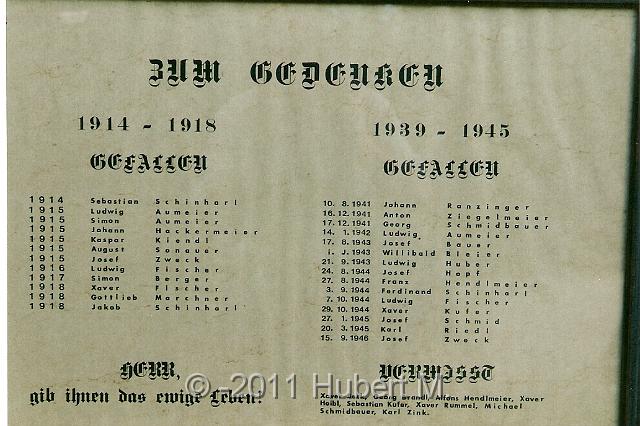 ZUM GEDENKEN
1914 - 1918
GEFALLEN
1914 Sebastian Schinharl
1915 Ludwig Aumeier
1915 Simon Aumeier
1915 Johann Hackermeier
1915 Kaspar Kiendl
1915 August Sonauer
1915 Josef Zweck
1916 Ludwig Fischer
1917 Simon Berger
1918 Xaver Fischer
1918 Gottlieb Marchner
1918 Jakob Schinharl
HERR,
gib ihnen das ewige Leben!
1939 - 1945
GEFALLEN
10. 8. 1941 Johann Ranzinger
16. 12. 1941 Anton Ziegelmeier
17. 12. 1941 Georg Schmidbauer
14. 1. 1942 Ludwig Aumeier
17. 8. 1943 Josef Bauer
i. J. 1943 Willibald Bleier
21. 9. 1943 Ludwig Huber
24. 8. 1944 Josef Hopf
27. 8. 1944 Franz Hendlmeier
3. 9. 1944 Ferdinand Schinharl
7. 10. 1944 Ludwig Fischer
29. 10. 1944 Xaver Kufer
27. 1. 1945 Josef Schmid
20. 3. 1945 Karl Riedl
15. 9. 1946 Josef Zweck
VERMISST
Xaver Georg Brandl, Alfons Hendlmeier, Xaver
Hoibl, Sebastian Kufer, Xaver Rummel, Michael
Schmidbauer, Karl Zink.
© 2011 Hubert M